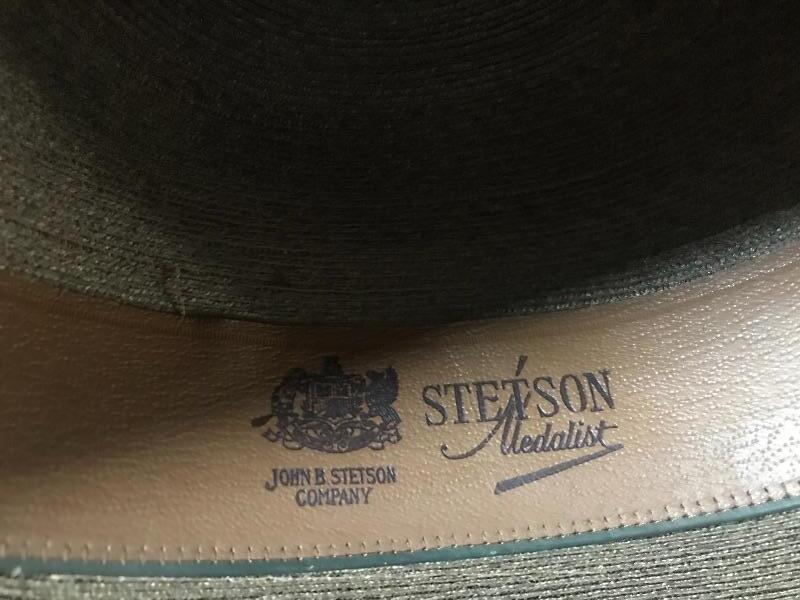 JOHN B. STETSON
COMPANY
STETSON
Medalist